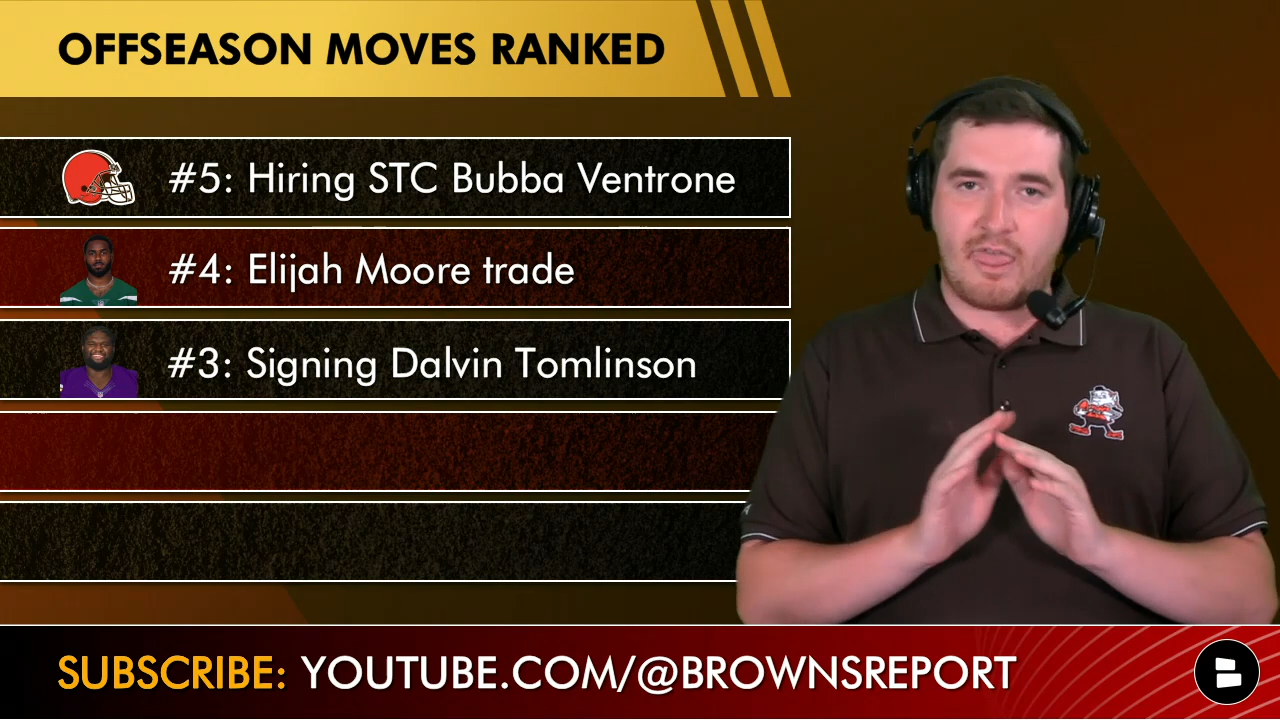 OFFSEASON MOVES RANKED
#5: Hiring STC Bubba Ventrone
#4: Elijah Moore trade
#3: Signing Dalvin Tomlinson
SUBSCRIBE: YOUTUBE.COM/@BROWNSREPORT